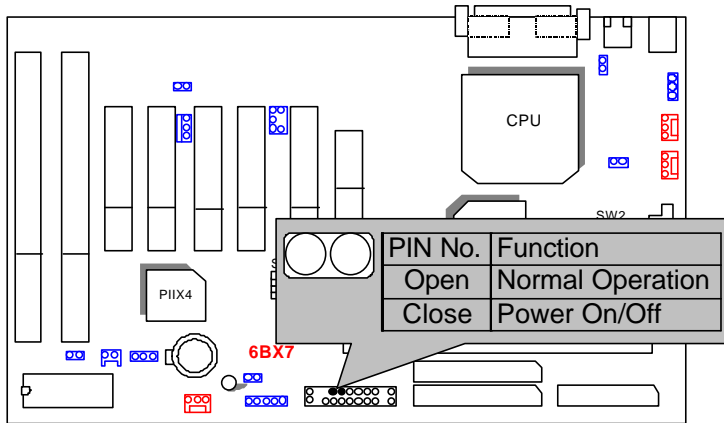 CPU
SW2
PIN No. Function
Open Normal Operation
Close Power On/Off
S
PIIX4
6BX7